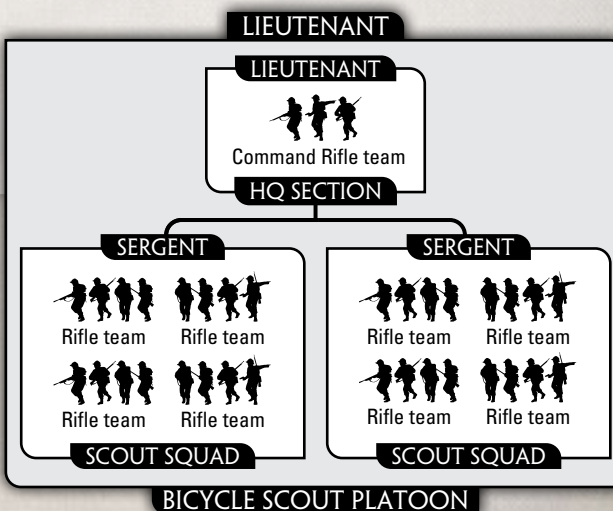 LIEUTENANT
LIEUTENANT
Command Rifle team
HQ SECTION
SERGENT
Rifle team Rifle team
Rifle team Rifle team
SCOUT SQUAD
SERGENT
Rifle team Rifle team
Rifle team Rifle team
SCOUT SQUAD
BICYCLE SCOUT PLATOON